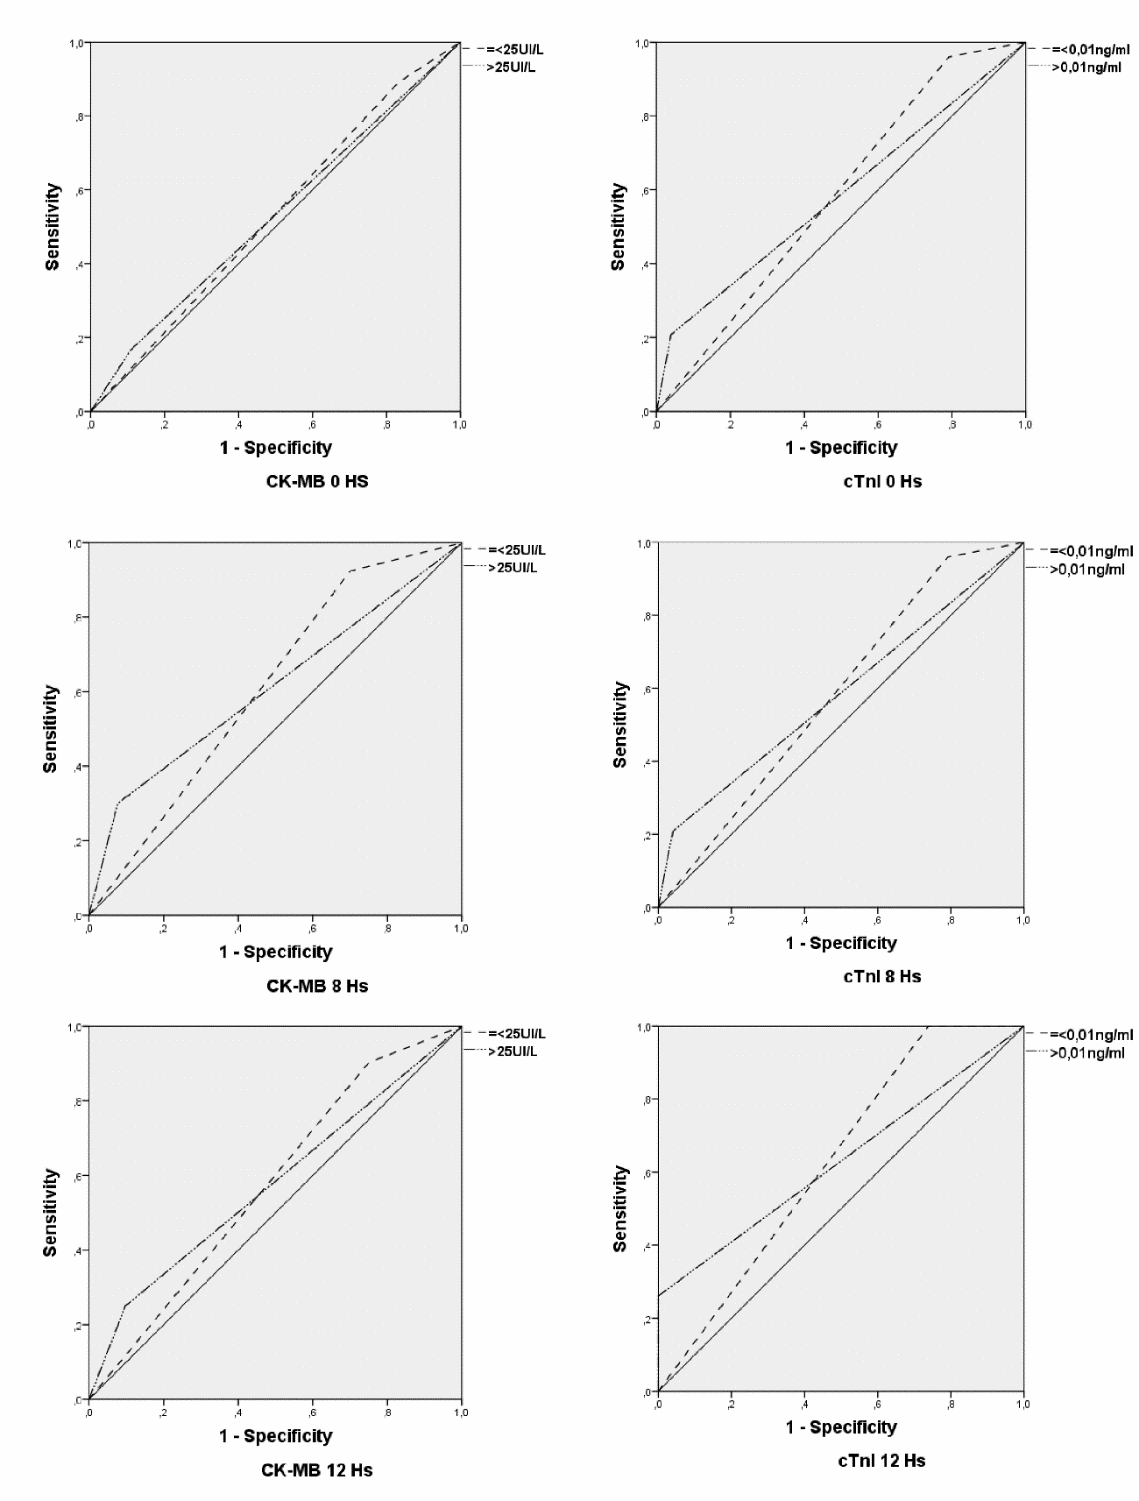 1,0
,8
,6
,4
,2
,0
Sensitivity
,0 ,2 ,4 ,6 ,8 1,0
1 - Specificity
CK-MB 0 HS
=<25UI/L
>25UI/L
1,0
,8
,6
,4
,2
,0
Sensitivity
,0 ,2 ,4 ,6 ,8 1,0
1 - Specificity
cTnI 0 Hs
=<0,01ng/ml
>0,01ng/ml
1,0
,8
,6
,4
,2
,0
Sensitivity
,0 ,2 ,4 ,6 ,8 1,0
1 - Specificity
CK-MB 8 Hs
=<25UI/L
>25UI/L
1,0
,8
,6
,4
,2
,0
Sensitivity
,0 ,2 ,4 ,6 ,8 1,0
1 - Specificity
cTnI 8 Hs
=<0,01ng/ml
>0,01ng/ml
1,0
,8
,6
,4
,2
,0
Sensitivity
,0 ,2 ,4 ,6 ,8 1,0
1 - Specificity
CK-MB 12 Hs
=<25UI/L
>25UI/L
1,0
,8
,6
,4
,2
,0
Sensitivity
,0 ,2 ,4 ,6 ,8 1,0
1 - Specificity
cTnI 12 Hs
=<0,01ng/ml
>0,01ng/ml